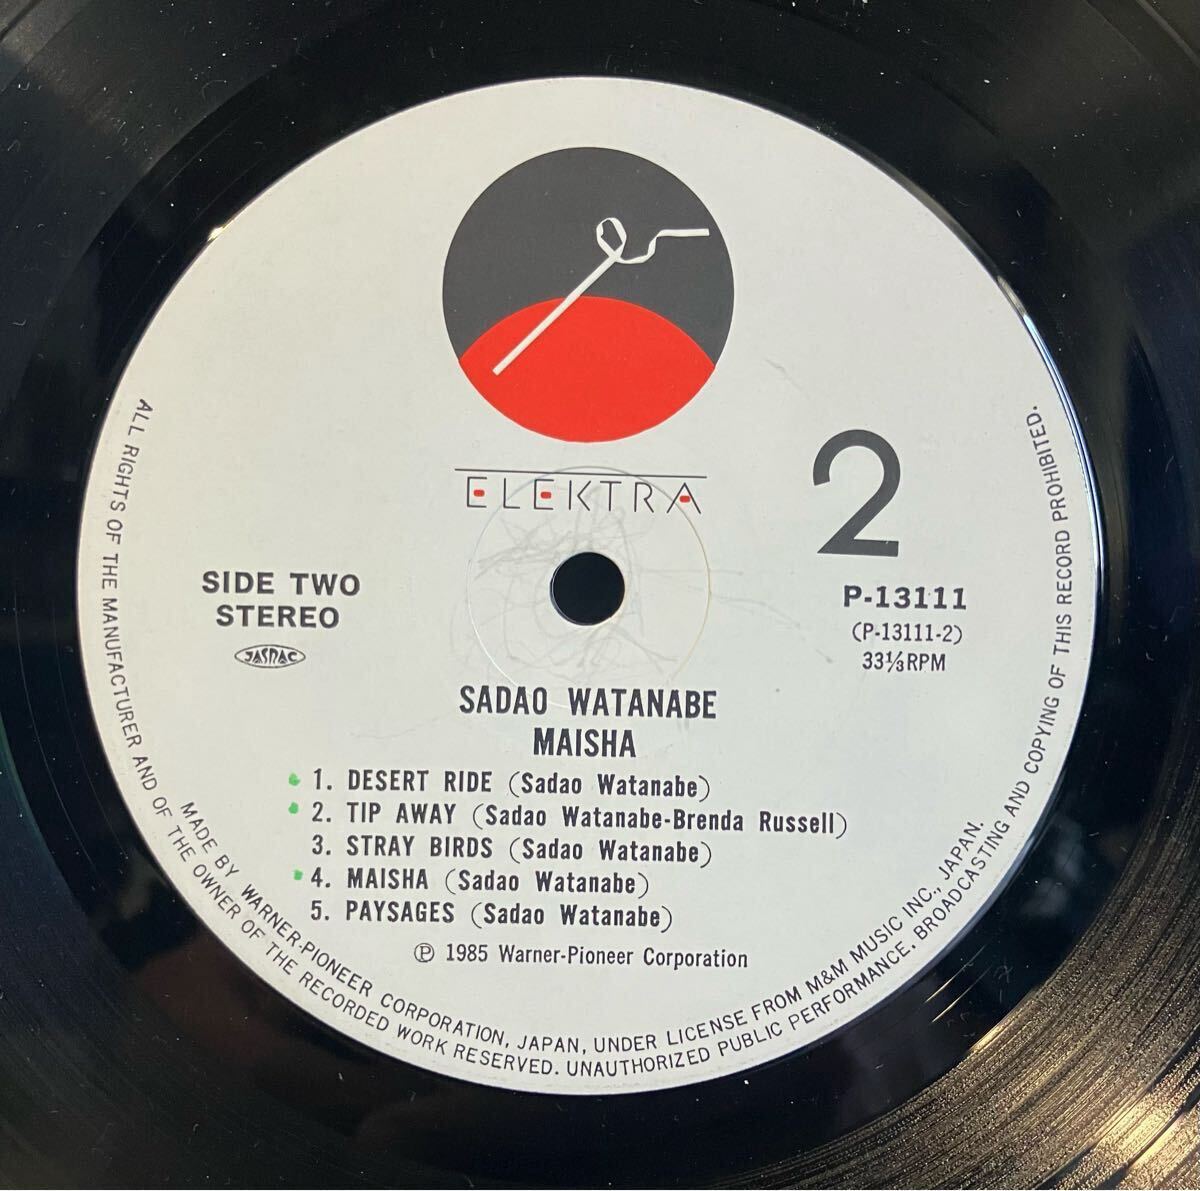 ELEKTRA
2
SIDE TWO
STEREO
JASRAC
P-13111
(P-13111-2)
33⅓RPM
SADAO WATANABE
MAISHA
1. DESERT RIDE (Sadao Watanabe)
2. TIP AWAY (Sadao Watanabe-Brenda Russell)
3. STRAY BIRDS (Sadao Watanabe)
4. MAISHA (Sadao Watanabe)
5. PAYSAGES (Sadao Watanabe)
Ⓟ 1985 Warner-Pioneer Corporation
MADE BY WARNER-PIONEER CORPORATION, JAPAN, UNDER LICENSE FROM M&M MUSIC INC., JAPAN.
ALL RIGHTS OF THE MANUFACTURER AND OF THE OWNER OF THE RECORDED WORK RESERVED. UNAUTHORIZED PUBLIC PERFORMANCE, BROADCASTING AND COPYING OF THIS RECORD PROHIBITED.